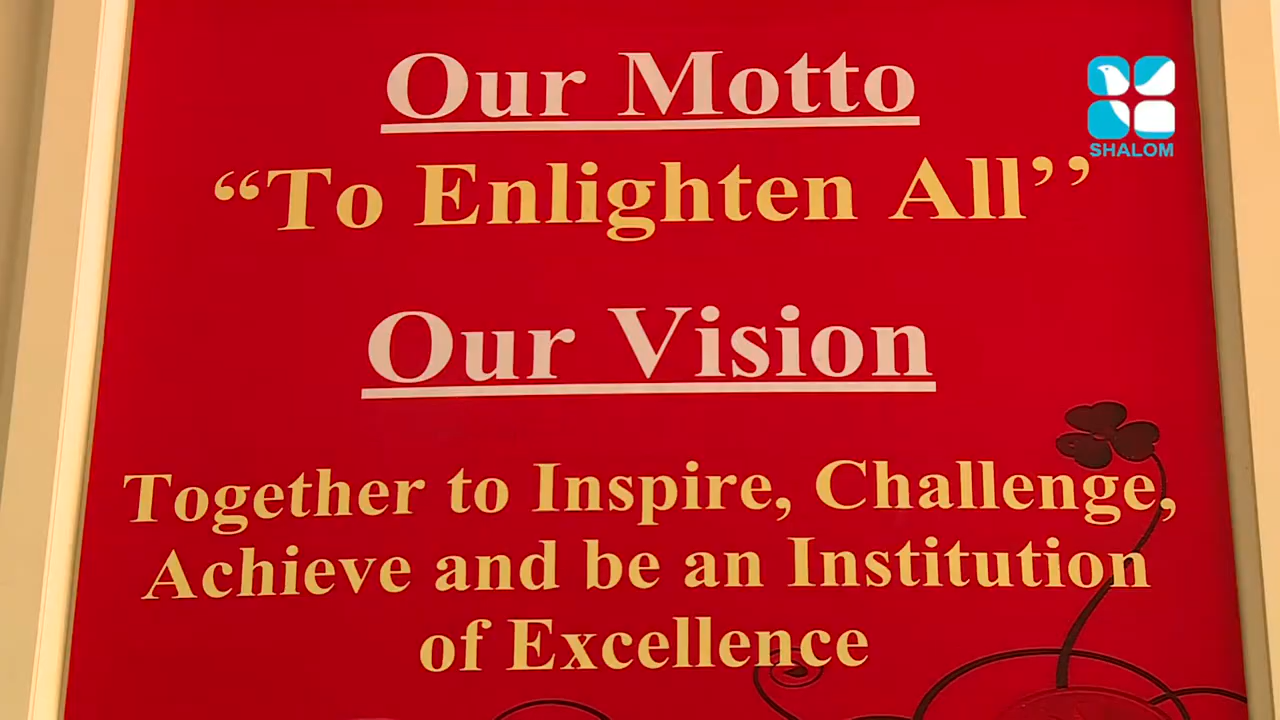 Our Motto
SHALOM
“To Enlighten All’’
Our Vision
Together to Inspire, Challenge,
Achieve and be an Institution
of Excellence